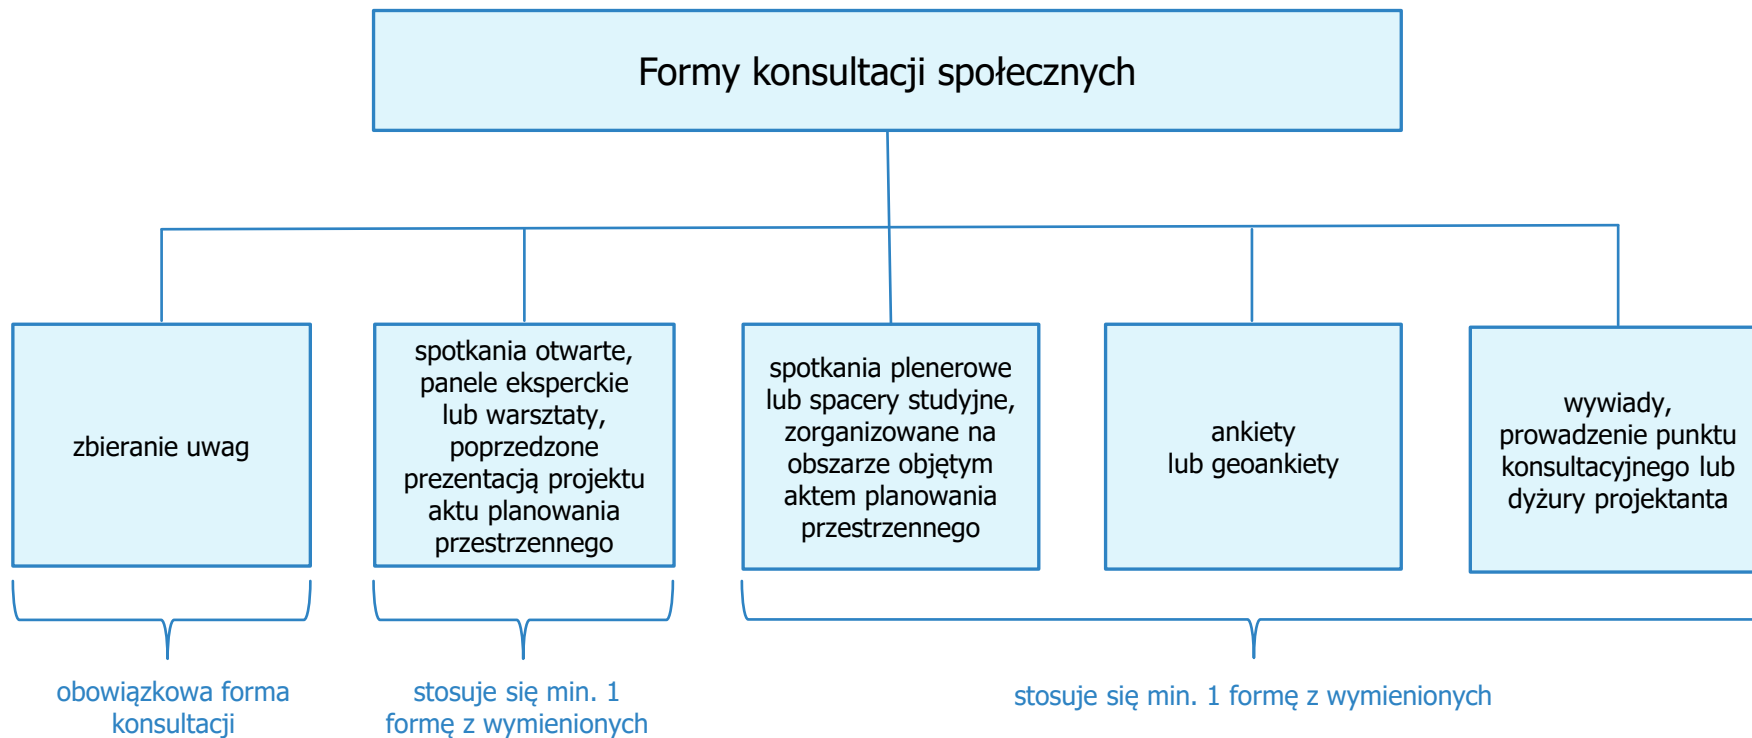 Formy konsultacji społecznych
zbieranie uwag
spotkania otwarte,
panele eksperckie
lub warsztaty,
poprzedzone
prezentacją projektu
aktu planowania
przestrzennego
spotkania plenerowe
lub spacery studyjne,
zorganizowane na
obszarze objętym
aktem planowania
przestrzennego
ankiety
lub geoankiety
wywiady,
prowadzenie punktu
konsultacyjnego lub
dyżury projektanta
obowiązkowa forma
konsultacji
stosuje się min. 1
formę z wymienionych
stosuje się min. 1 formę z wymienionych